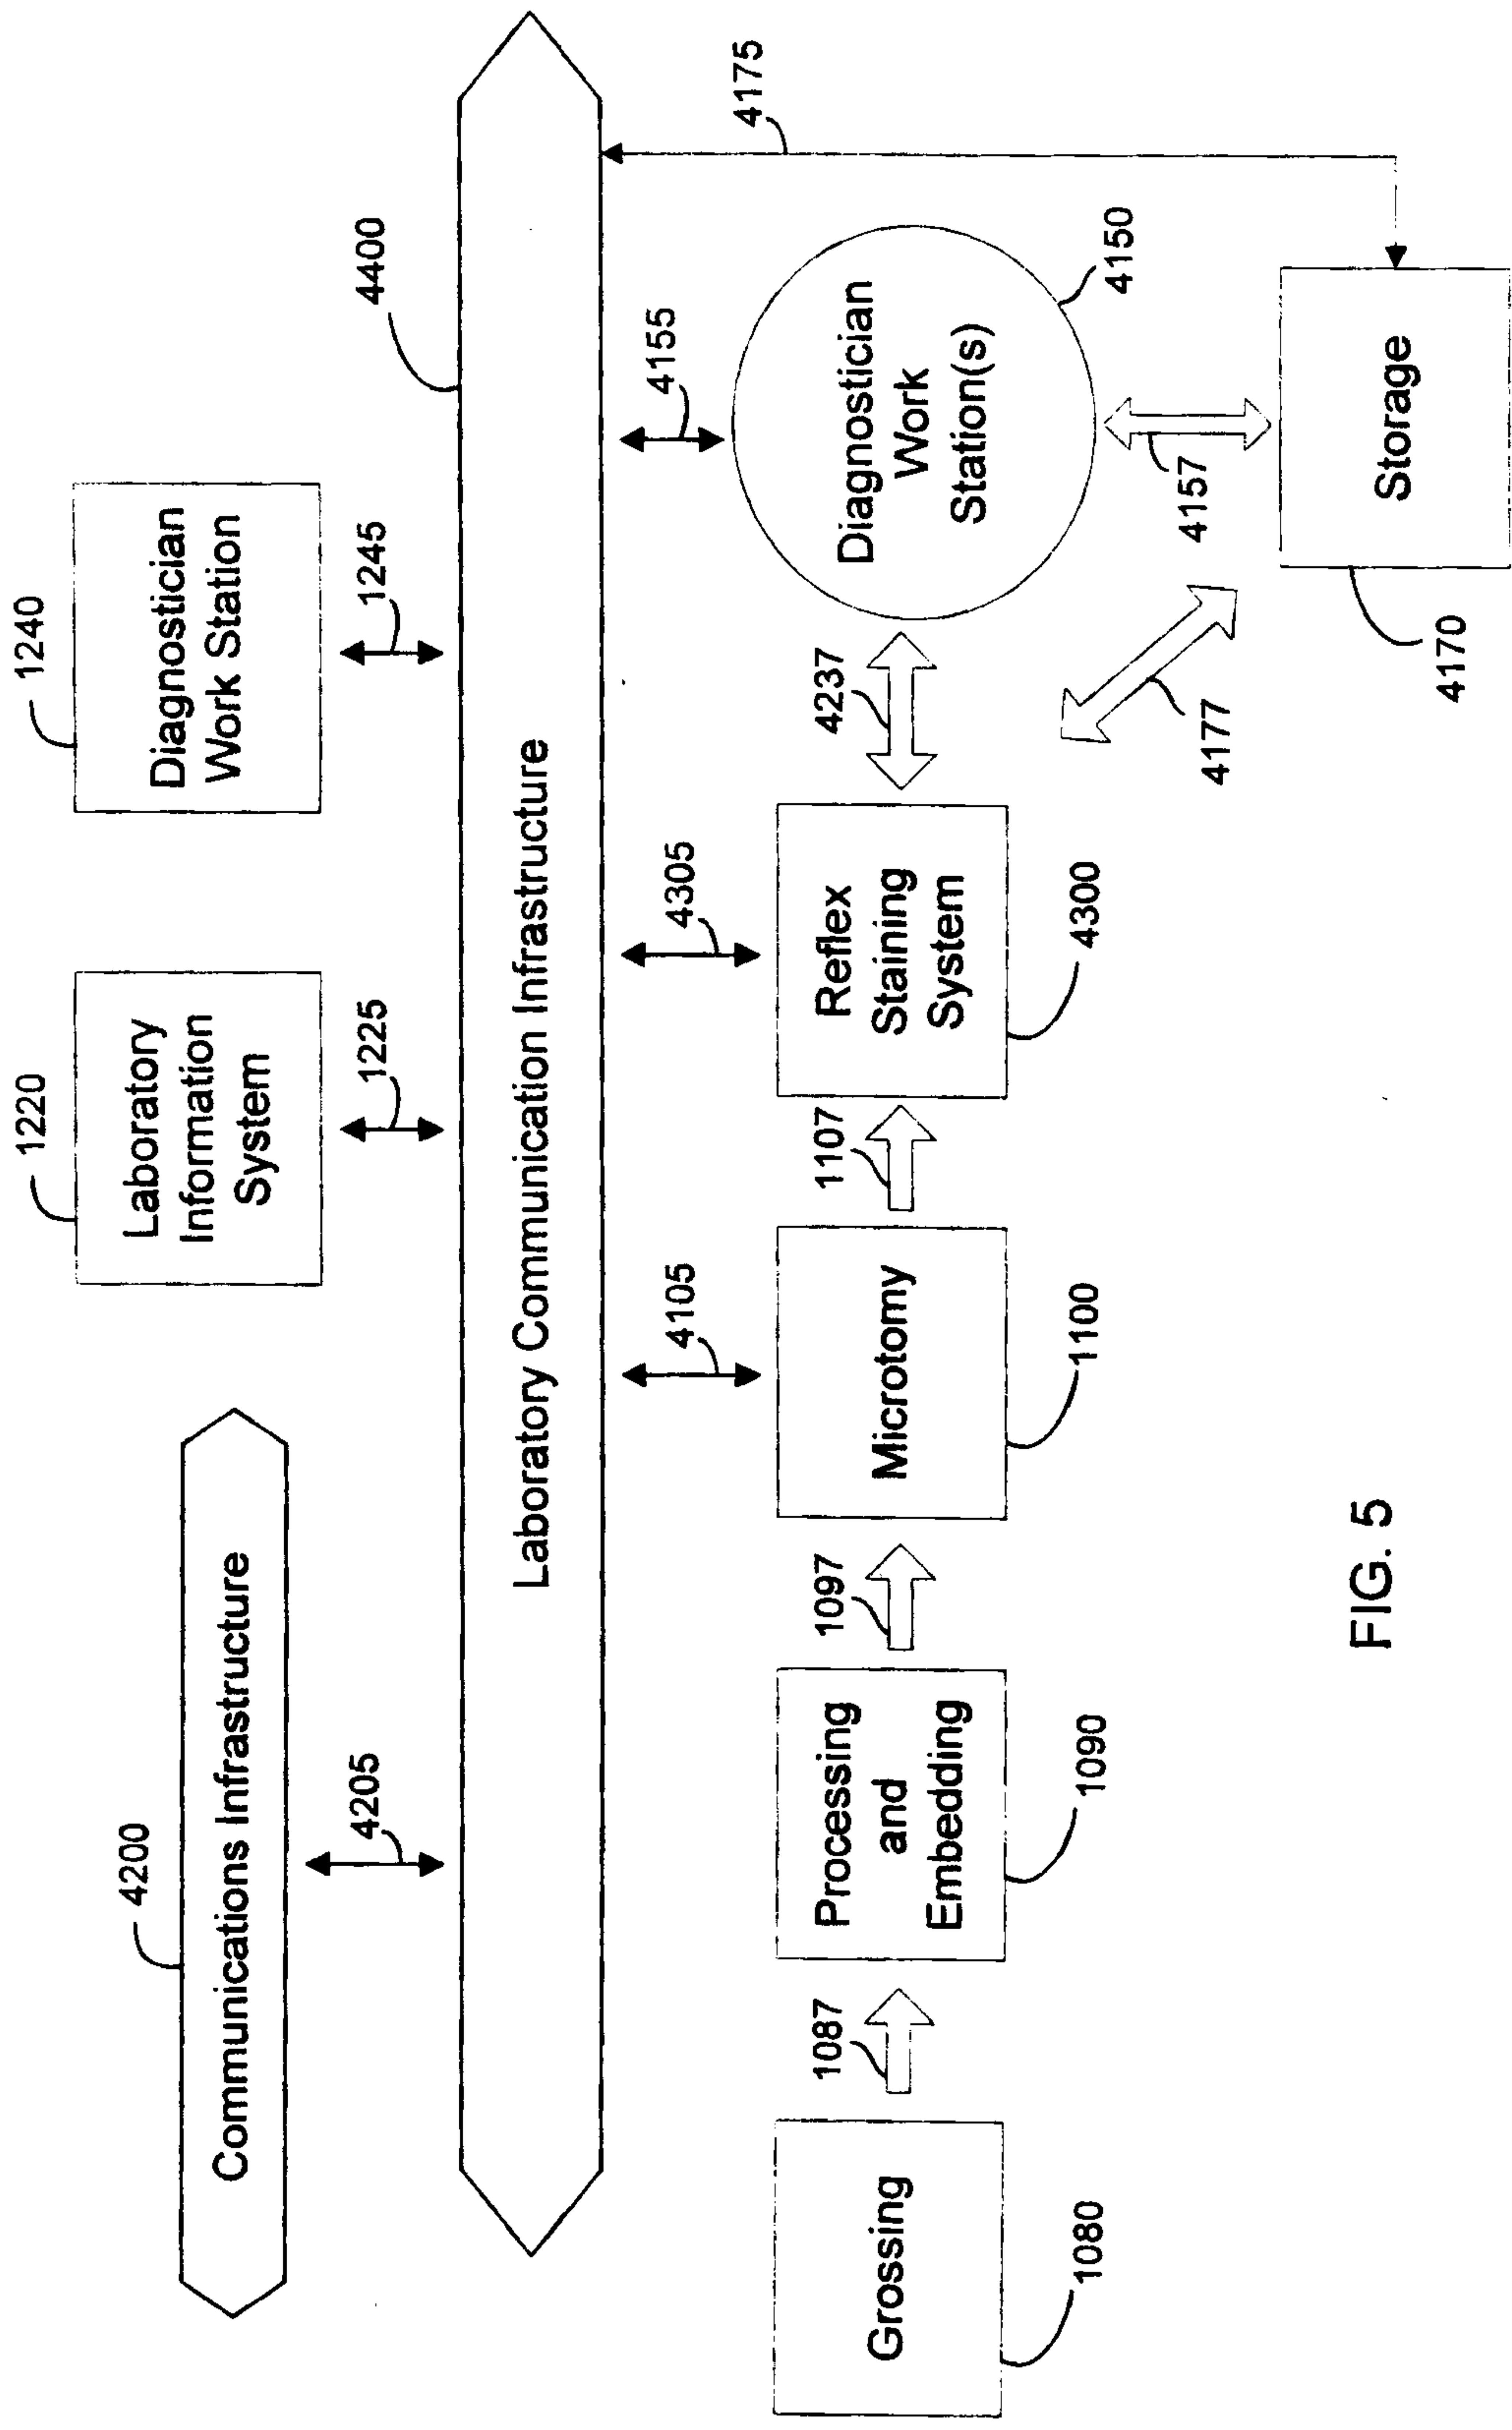 4200
Communications Infrastructure
4205
1220
Laboratory
Information
System
1225
1240
Diagnostician
Work Station
1245
4400
Laboratory Communication Infrastructure
4105
4305
4155
4175
Grossing
1080
1087
Processing
and
Embedding
1090
1097
Microtomy
1100
1107
Reflex
Staining
System
4300
4237
Diagnostician
Work
Station(s)
4150
4157
4177
Storage
4170
FIG. 5